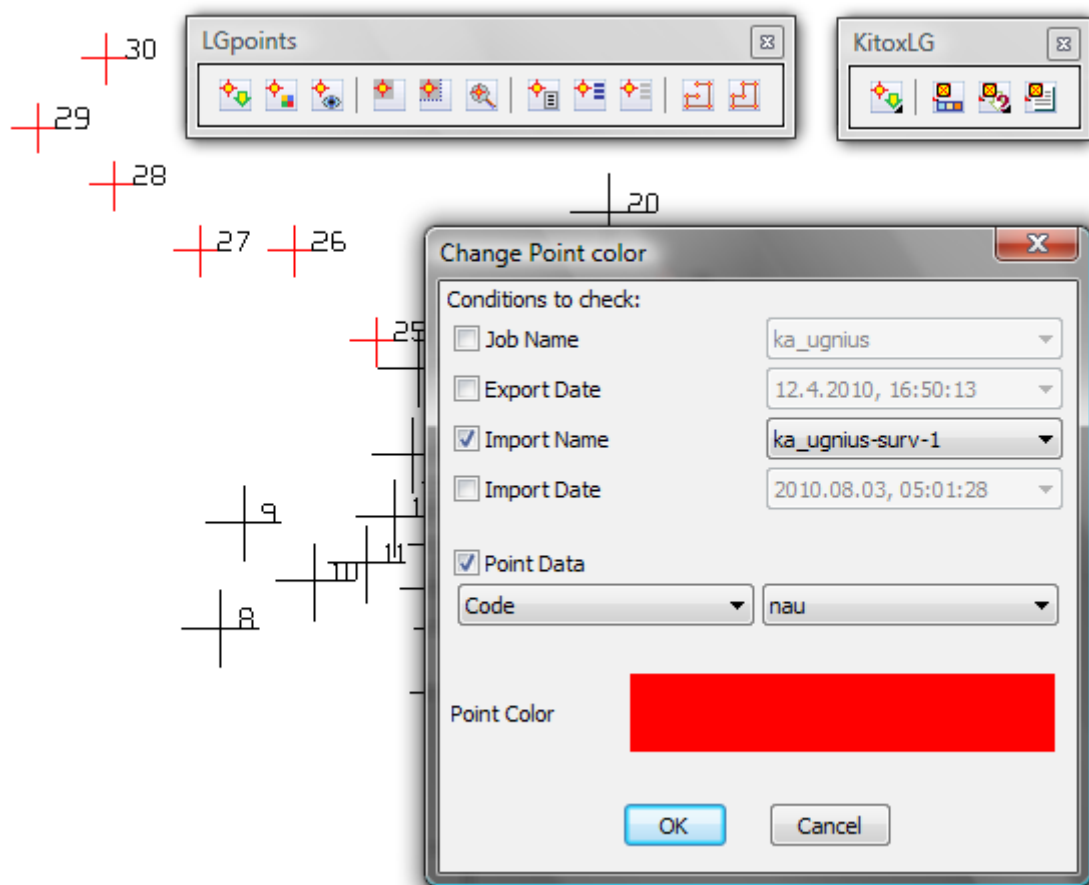 30
LGpoints
KitoxLG
29
28
20
27
26
Change Point color
Conditions to check:
25
Job Name
ka_ugnius
Export Date
12.4.2010, 16:50:13
Import Name
ka_ugnius-surv-1
Import Date
2010.08.03, 05:01:28
9
11
Point Data
10
Code
nau
8
Point Color
OK
Cancel